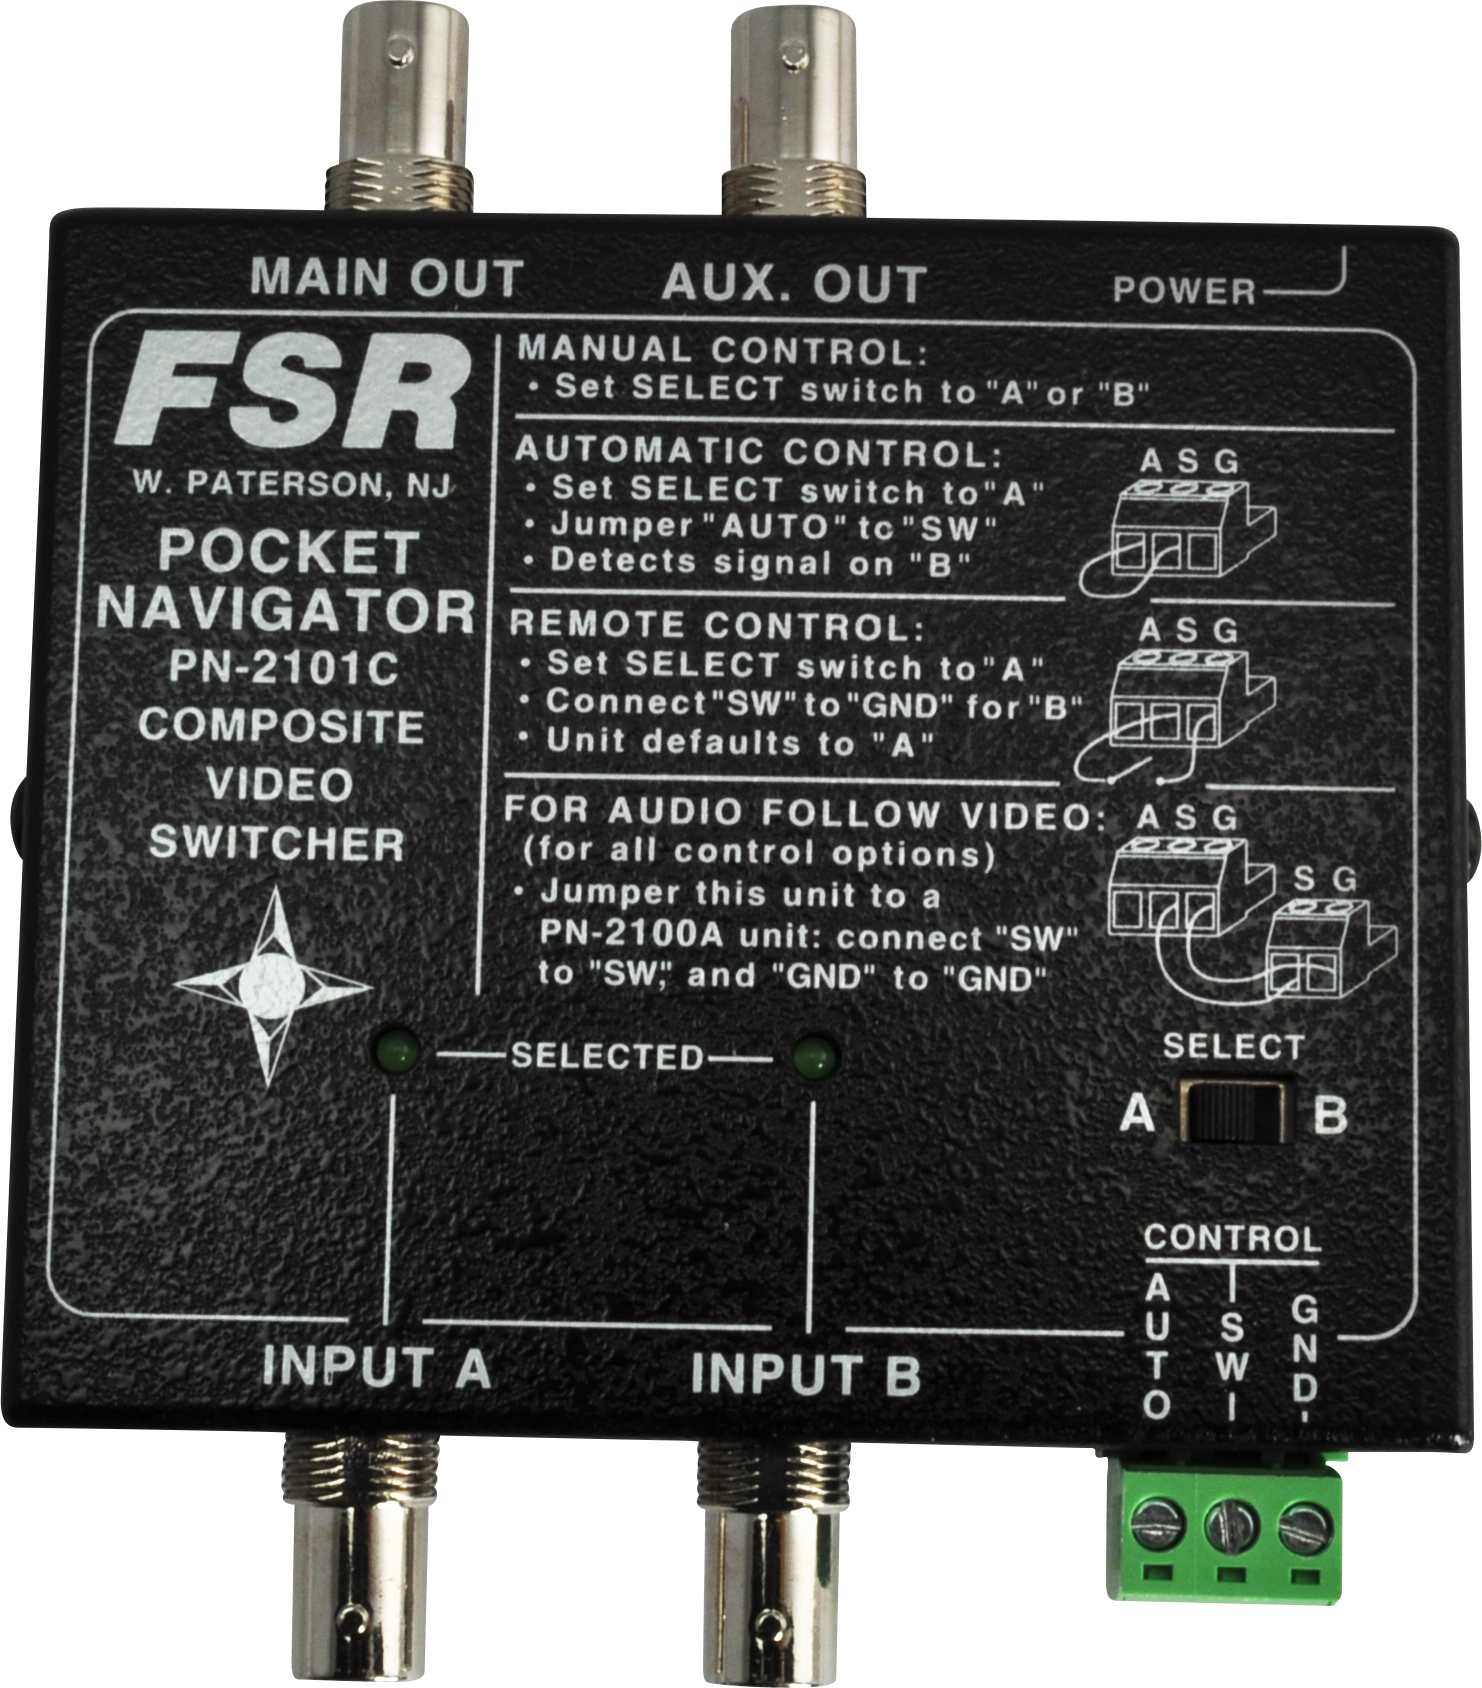 MAIN OUT
AUX. OUT
POWER
FSR
W. PATERSON, NJ
POCKET
NAVIGATOR
PN-2101C
COMPOSITE
VIDEO
SWITCHER
MANUAL CONTROL:
• Set SELECT switch to "A" or "B"
AUTOMATIC CONTROL:
• Set SELECT switch to "A"
• Jumper "AUTO" to "SW"
• Detects signal on "B"
A S G
REMOTE CONTROL:
• Set SELECT switch to "A"
• Connect "SW" to "GND" for "B"
• Unit defaults to "A"
A S G
FOR AUDIO FOLLOW VIDEO:
(for all control options)
• Jumper this unit to a
PN-2100A unit: connect "SW"
to "SW," and "GND" to "GND"
A S G
S G
SELECTED
SELECT
A
B
CONTROL
AUTO
SW
GND
INPUT A
INPUT B